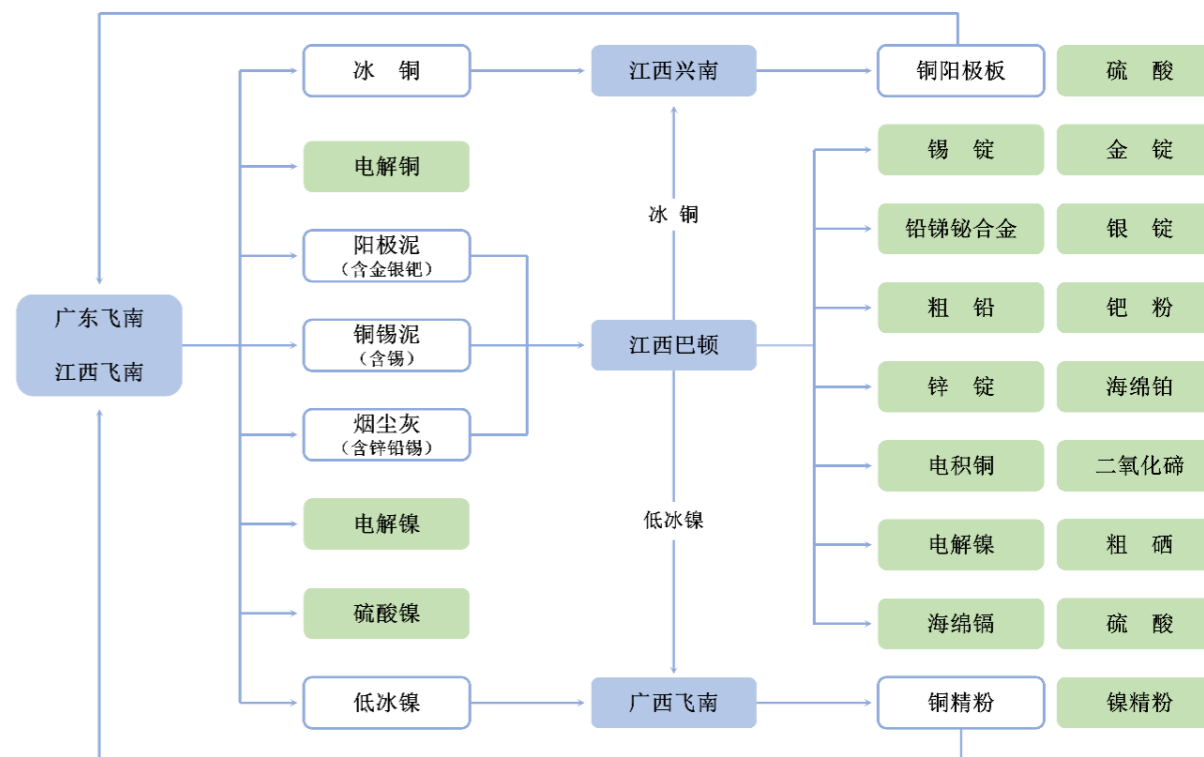 冰 铜
江西兴南
铜阳极板
硫 酸
电解铜
锡 锭
金 锭
冰 铜
铅锑铋合金
银 锭
阳极泥
（含金银钯）
广东飞南
江西飞南
铜锡泥
（含锡）
江西巴顿
粗 铅
钯 粉
锌 锭
海绵铂
烟尘灰
（含锌铅锡）
电积铜
二氧化碲
电解镍
低冰镍
电解镍
粗 硒
硫酸镍
海绵镉
硫 酸
低冰镍
广西飞南
铜精粉
镍精粉